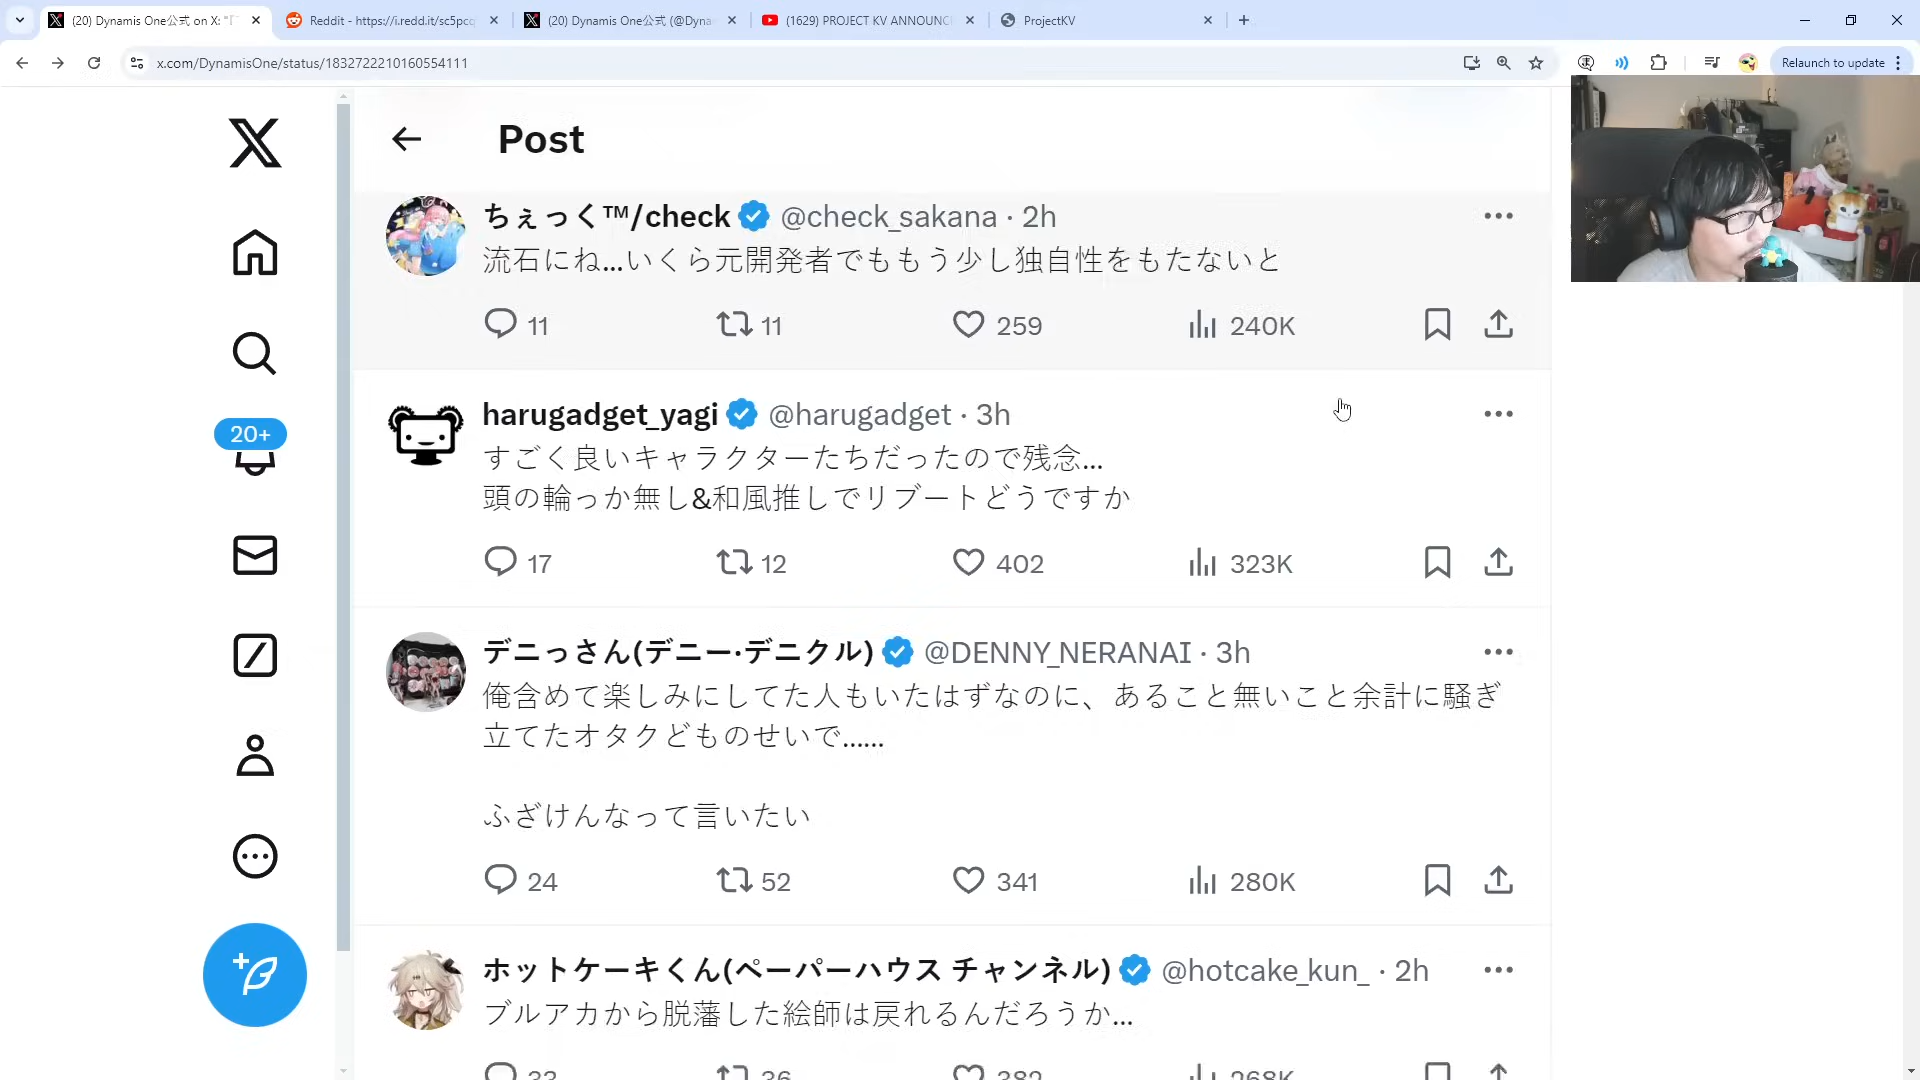 (20) Dynamis One公式 on X: "「
Reddit - https://i.redd.it/sc5pcq
(20) Dynamis One公式 (@Dyna
(1629) PROJECT KV ANNOUNC
ProjectKV
x.com/DynamisOne/status/1832722210160554111
Relaunch to update
Post
ちぇっく™/check @check_sakana · 2h
流石にね...いくら元開発者でももう少し独自性をもたないと
11 11 259 240K
harugadget_yagi @harugadget · 3h
すごく良いキャラクターたちだったので残念...
頭の輪っか無し&和風推しでリブートどうですか
17 12 402 323K
20+
デニっさん(デニー·デニクル) @DENNY_NERANAI · 3h
俺含めて楽しみにしてた人もいたはずなのに、あること無いこと余計に騒ぎ
立てたオタクどものせいで......
ふざけんなって言いたい
24 52 341 280K
ホットケーキくん(ペーパーハウス チャンネル) @hotcake_kun_ · 2h
ブルアカから脱落した絵師は戻れるんだろうか...
33 36 382 268K